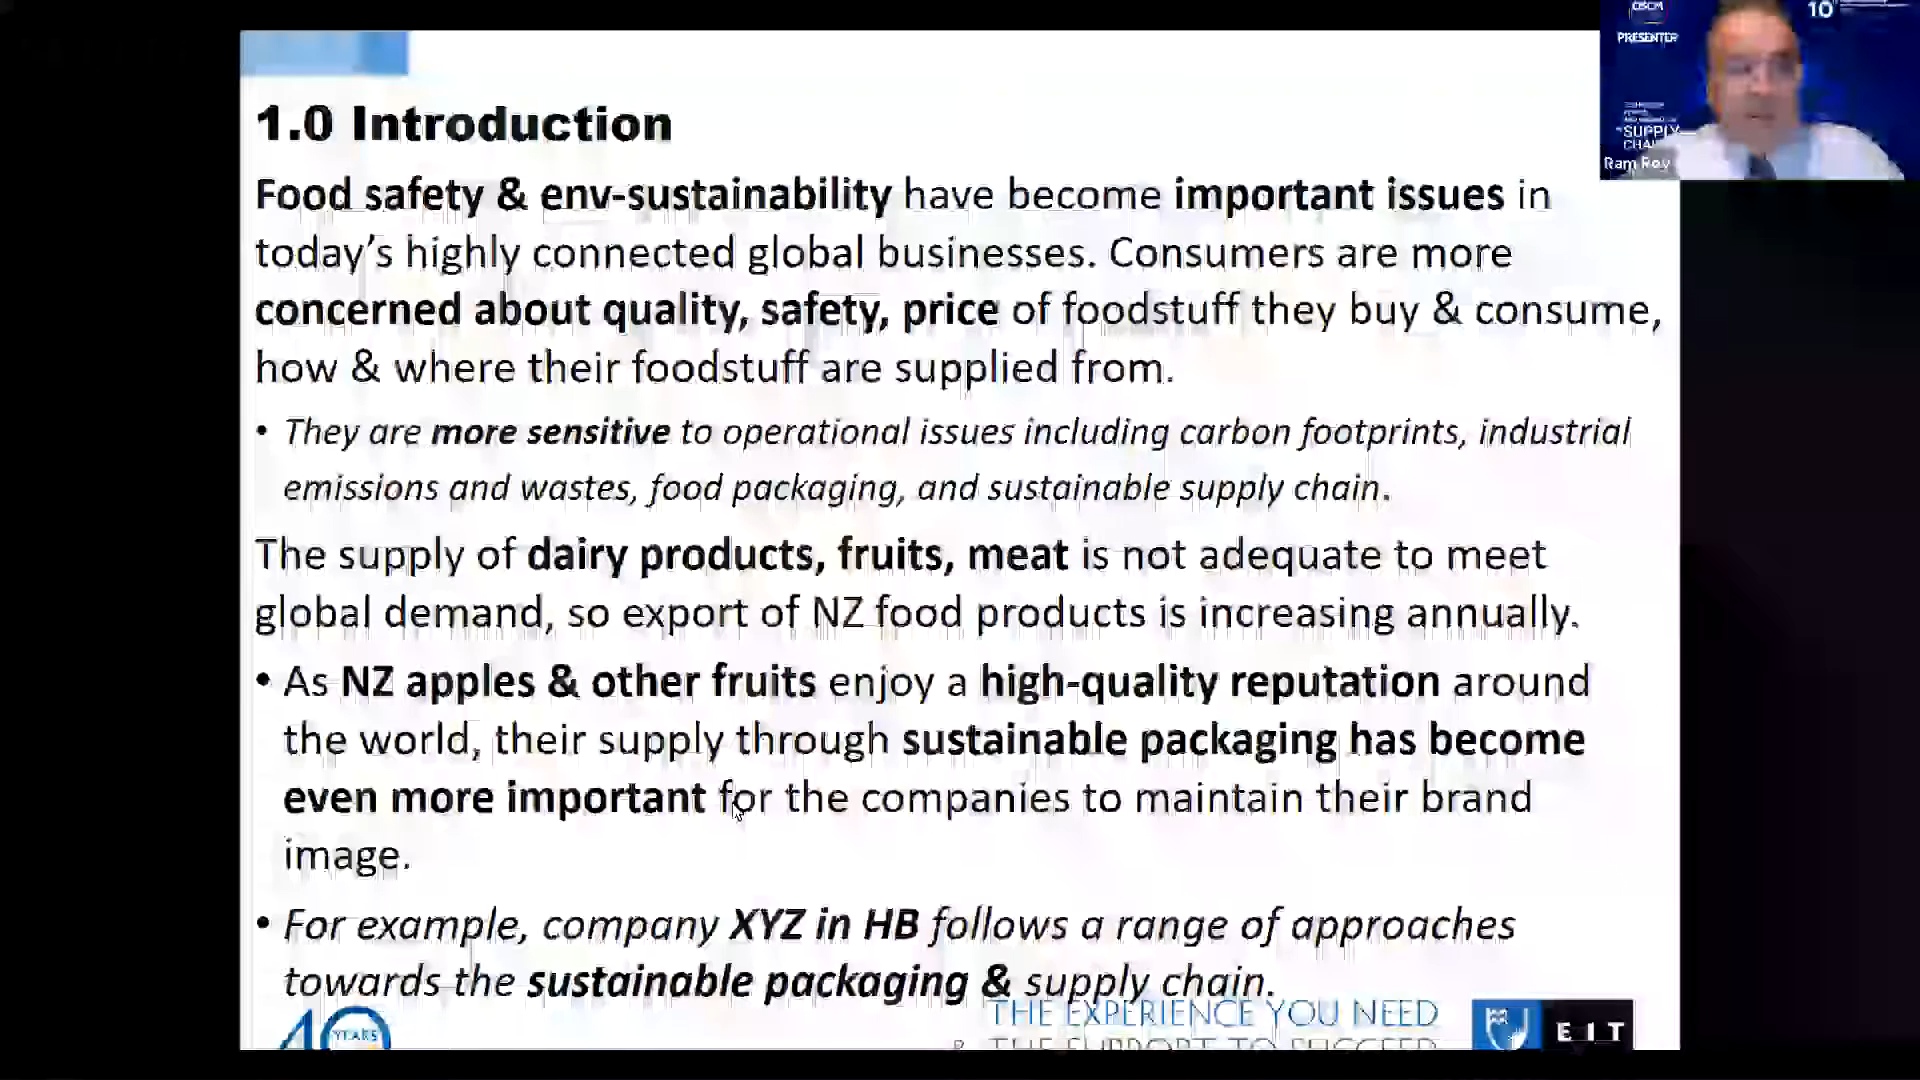 1.0 Introduction
Food safety & env-sustainability have become important issues in
today's highly connected global businesses. Consumers are more
concerned about quality, safety, price of foodstuff they buy & consume,
how & where their foodstuff are supplied from.
• They are more sensitive to operational issues including carbon footprints, industrial
emissions and wastes, food packaging, and sustainable supply chain.
The supply of dairy products, fruits, meat is not adequate to meet
global demand, so export of NZ food products is increasing annually.
• As NZ apples & other fruits enjoy a high-quality reputation around
the world, their supply through sustainable packaging has become
even more important for the companies to maintain their brand
image.
• For example, company XYZ in HB follows a range of approaches
towards the sustainable packaging & supply chain.
40 YEARS
THE EXPERIENCE YOU NEED
& THE SUPPORT TO SUCCEED
EIT
10
PRESENTER
SUPPLY
Ram Roy